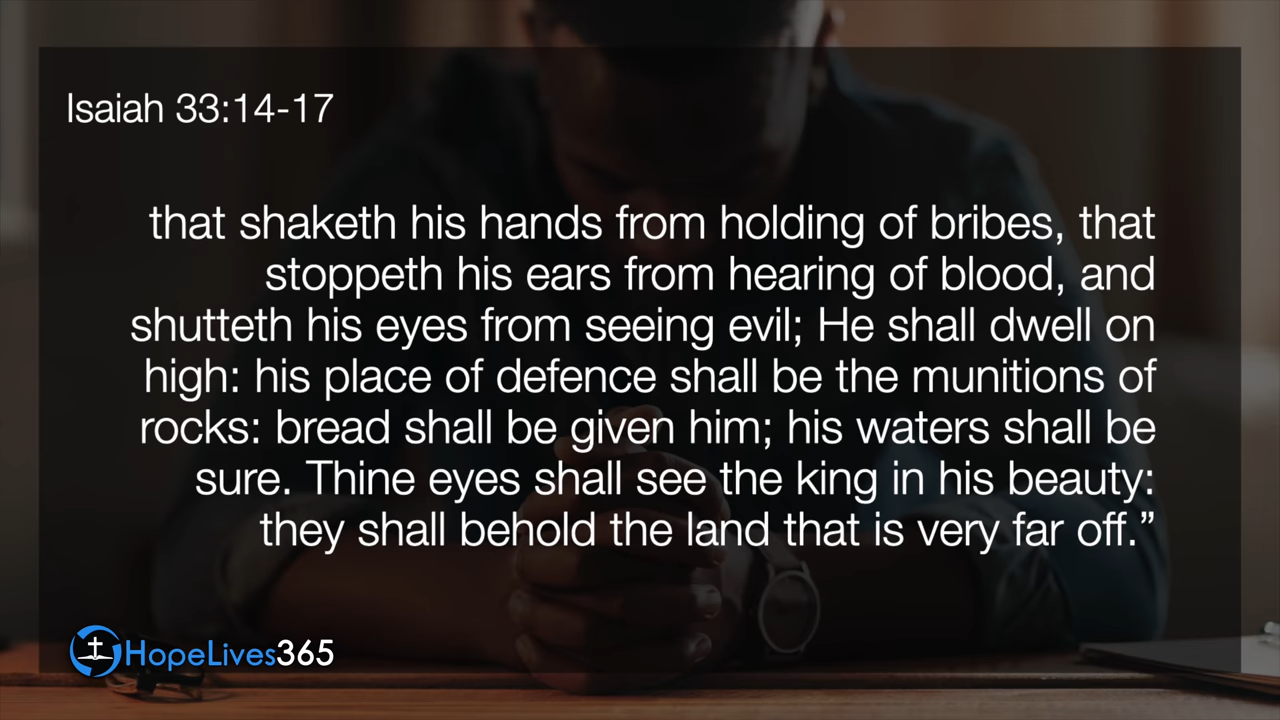 Isaiah 33:14-17
that shaketh his hands from holding of bribes, that
stoppeth his ears from hearing of blood, and
shutteth his eyes from seeing evil; He shall dwell on
high: his place of defence shall be the munitions of
rocks: bread shall be given him; his waters shall be
sure. Thine eyes shall see the king in his beauty:
they shall behold the land that is very far off.”
HopeLives365